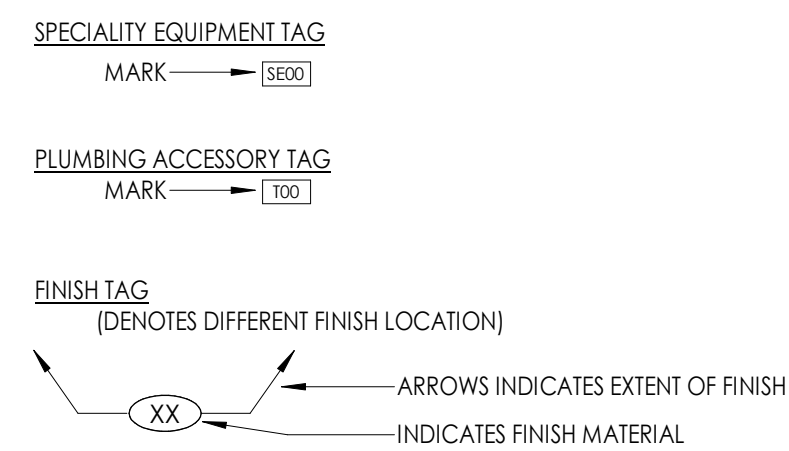 SPECIALITY EQUIPMENT TAG
MARK SE00
PLUMBING ACCESSORY TAG
MARK T00
FINISH TAG
(DENOTES DIFFERENT FINISH LOCATION)
ARROWS INDICATES EXTENT OF FINISH
XX
INDICATES FINISH MATERIAL